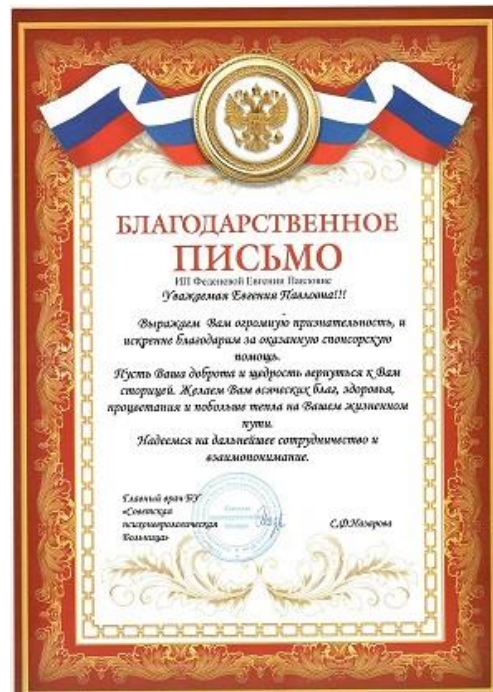 БЛАГОДАРСТВЕННОЕ
ПИСЬМО
ИП Феденевой Евгении Павловне
Уважаемая Евгения Павловна!!!
Выражаем Вам огромную признательность, и
искренне благодарим за оказанную спонсорскую
помощь.
Пусть Ваша доброта и щедрость вернуться к Вам
сторицей. Желаем Вам всяческих благ, здоровья,
процветания и побольше тепла на Вашем жизненном
пути.
Надеемся на дальнейшее сотрудничество и
взаимопонимание.
Главный врач БУ
«Советская
психоневрологическая
Больница»
С.Д.Назарова